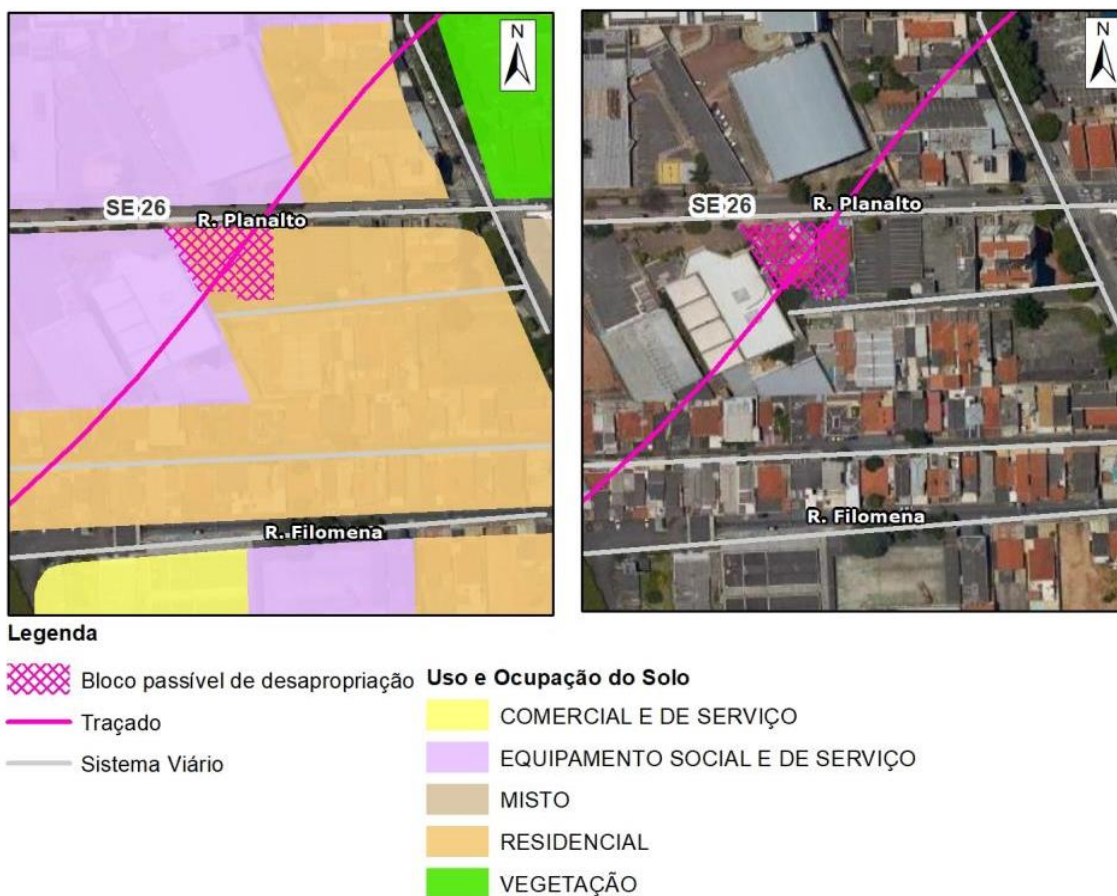 N
SE 26
R. Planalto
R. Filomena
N
SE 26
R. Planalto
R. Filomena
Legenda
Bloco passível de desapropriação
Traçado
Sistema Viário
Uso e Ocupação do Solo
COMERCIAL E DE SERVIÇO
EQUIPAMENTO SOCIAL E DE SERVIÇO
MISTO
RESIDENCIAL
VEGETAÇÃO